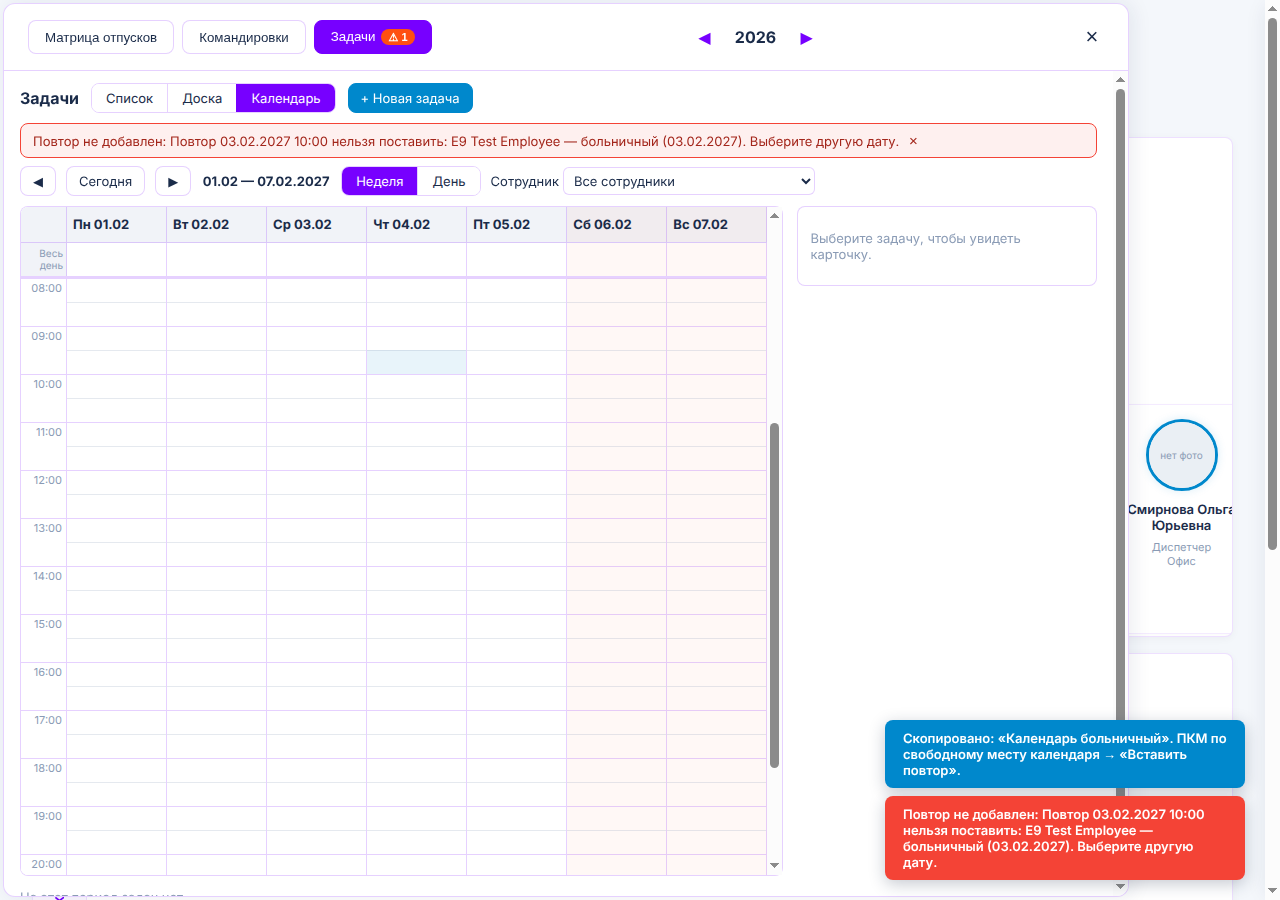 Матрица отпусков
Командировки
Задачи ⚠ 1
◀ 2026 ▶
×
Задачи
Список
Доска
Календарь
+ Новая задача
Повтор не добавлен: Повтор 03.02.2027 10:00 нельзя поставить: E9 Test Employee — больничный (03.02.2027). Выберите другую дату. ×
◀
Сегодня
▶
01.02 — 07.02.2027
Неделя
День
Сотрудник
Все сотрудники
Пн 01.02
Вт 02.02
Ср 03.02
Чт 04.02
Пт 05.02
Сб 06.02
Вс 07.02
Весь
день
08:00
09:00
10:00
11:00
12:00
13:00
14:00
15:00
16:00
17:00
18:00
19:00
20:00
Выберите задачу, чтобы увидеть
карточку.
нет фото
Смирнова Ольга
Юрьевна
Диспетчер
Офис
Скопировано: «Календарь больничный». ПКМ по
свободному месту календаря → «Вставить
повтор».
Повтор не добавлен: Повтор 03.02.2027 10:00
нельзя поставить: E9 Test Employee —
больничный (03.02.2027). Выберите другую
дату.